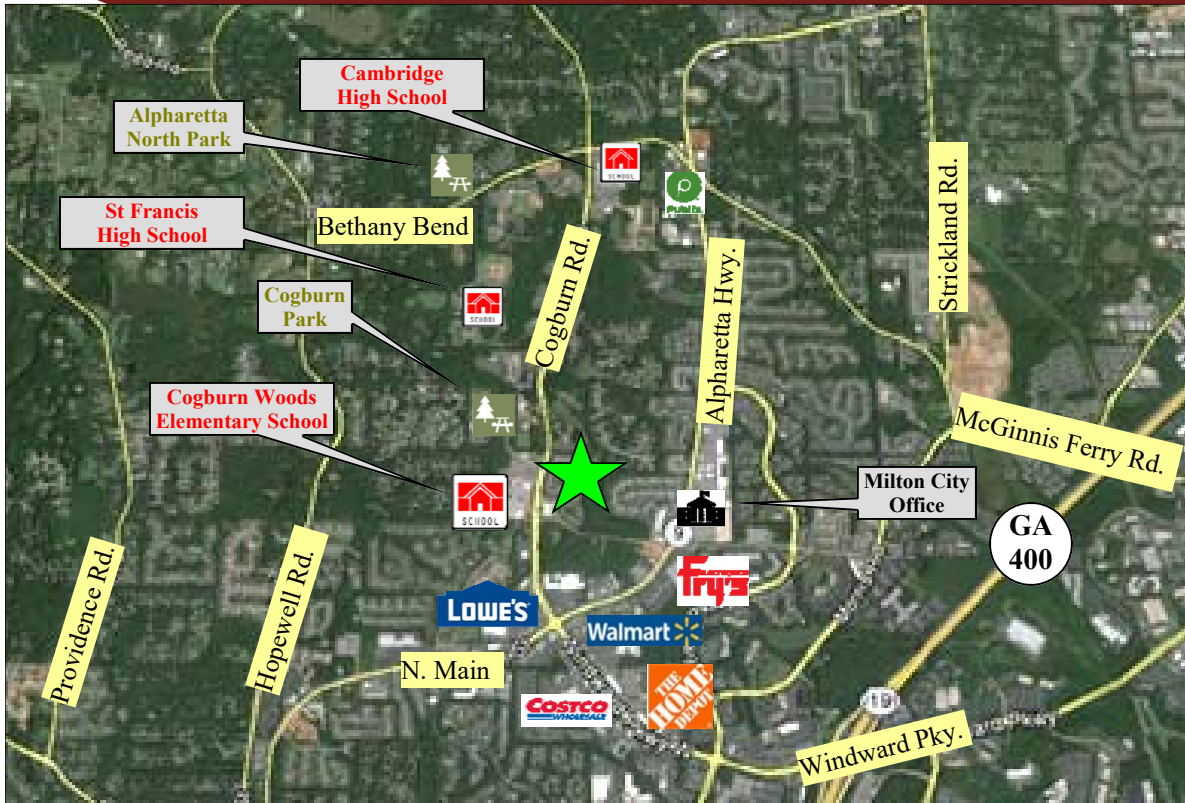 Cambridge
High School
Alpharetta
North Park
SCHOOL
Publix
St Francis
High School
Bethany Bend
Cogburn Rd.
Alpharetta Hwy.
Strickland Rd.
Cogburn
Park
SCHOOL
Cogburn Woods
Elementary School
McGinnis Ferry Rd.
SCHOOL
Milton City
Office
GA
400
9
Fry's
LOWE'S
Walmart
Providence Rd.
Hopewell Rd.
N. Main
THE
HOME
DEPOT
COSTCO
WHOLESALE
19
Windward Pky.